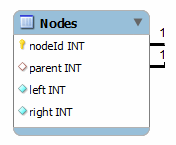 Nodes
1
nodeId INT
1
parent INT
left INT
right INT